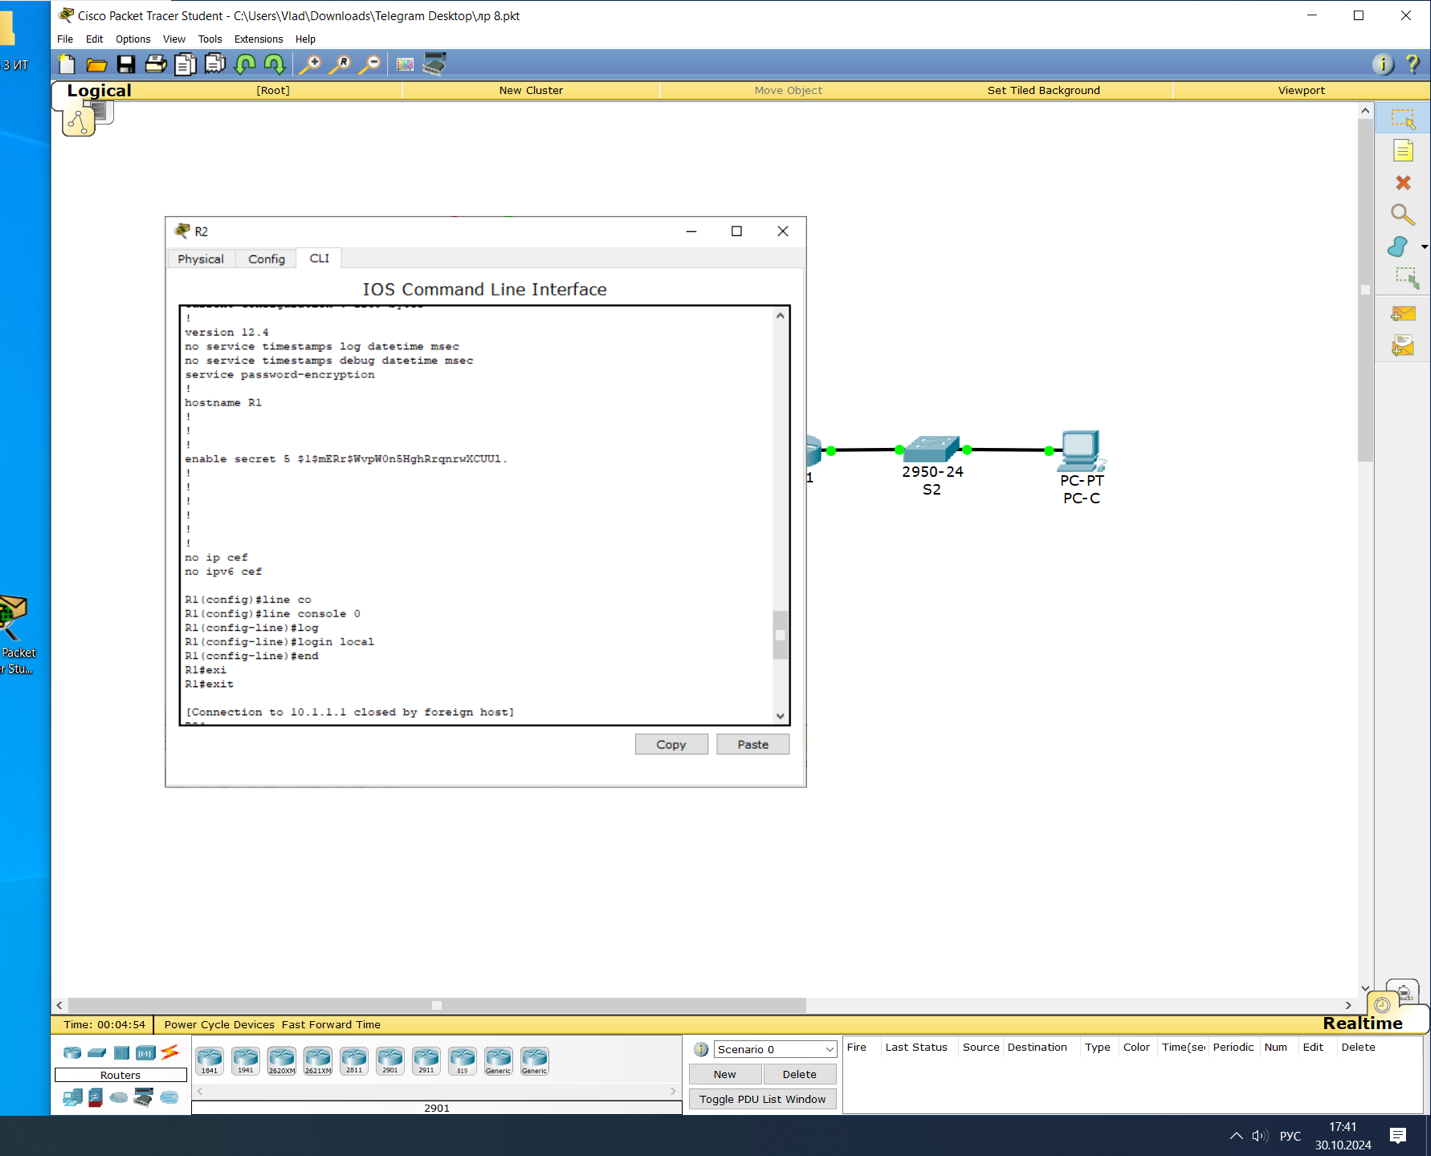 Cisco Packet Tracer Student - C:\Users\Vlad\Downloads\Telegram Desktop\лр 8.pkt
File Edit Options View Tools Extensions Help
3 ИТ
Logical [Root] New Cluster Move Object Set Tiled Background Viewport
R2
Physical Config CLI
IOS Command Line Interface
!
version 12.4
no service timestamps log datetime msec
no service timestamps debug datetime msec
service password-encryption
!
hostname R1
!
!
!
enable secret 5 $1$mERr$WvpW0n5HghRrqnrwXCUUl.
!
!
!
!
!
no ip cef
no ipv6 cef
R1(config)#line co
R1(config)#line console 0
R1(config-line)#log
R1(config-line)#login local
R1(config-line)#end
R1#exi
R1#exit
[Connection to 10.1.1.1 closed by foreign host]
Copy Paste
1
2950-24
S2
PC-PT
PC-C
Packet
r Stu...
Time: 00:04:54 Power Cycle Devices Fast Forward Time
Realtime
Routers
1841 1941 2620XM 2621XM 2811 2901 2911 819 Generic Generic
2901
Scenario 0
New Delete
Toggle PDU List Window
Fire Last Status Source Destination Type Color Time(sec Periodic Num Edit Delete
РУС
17:41
30.10.2024